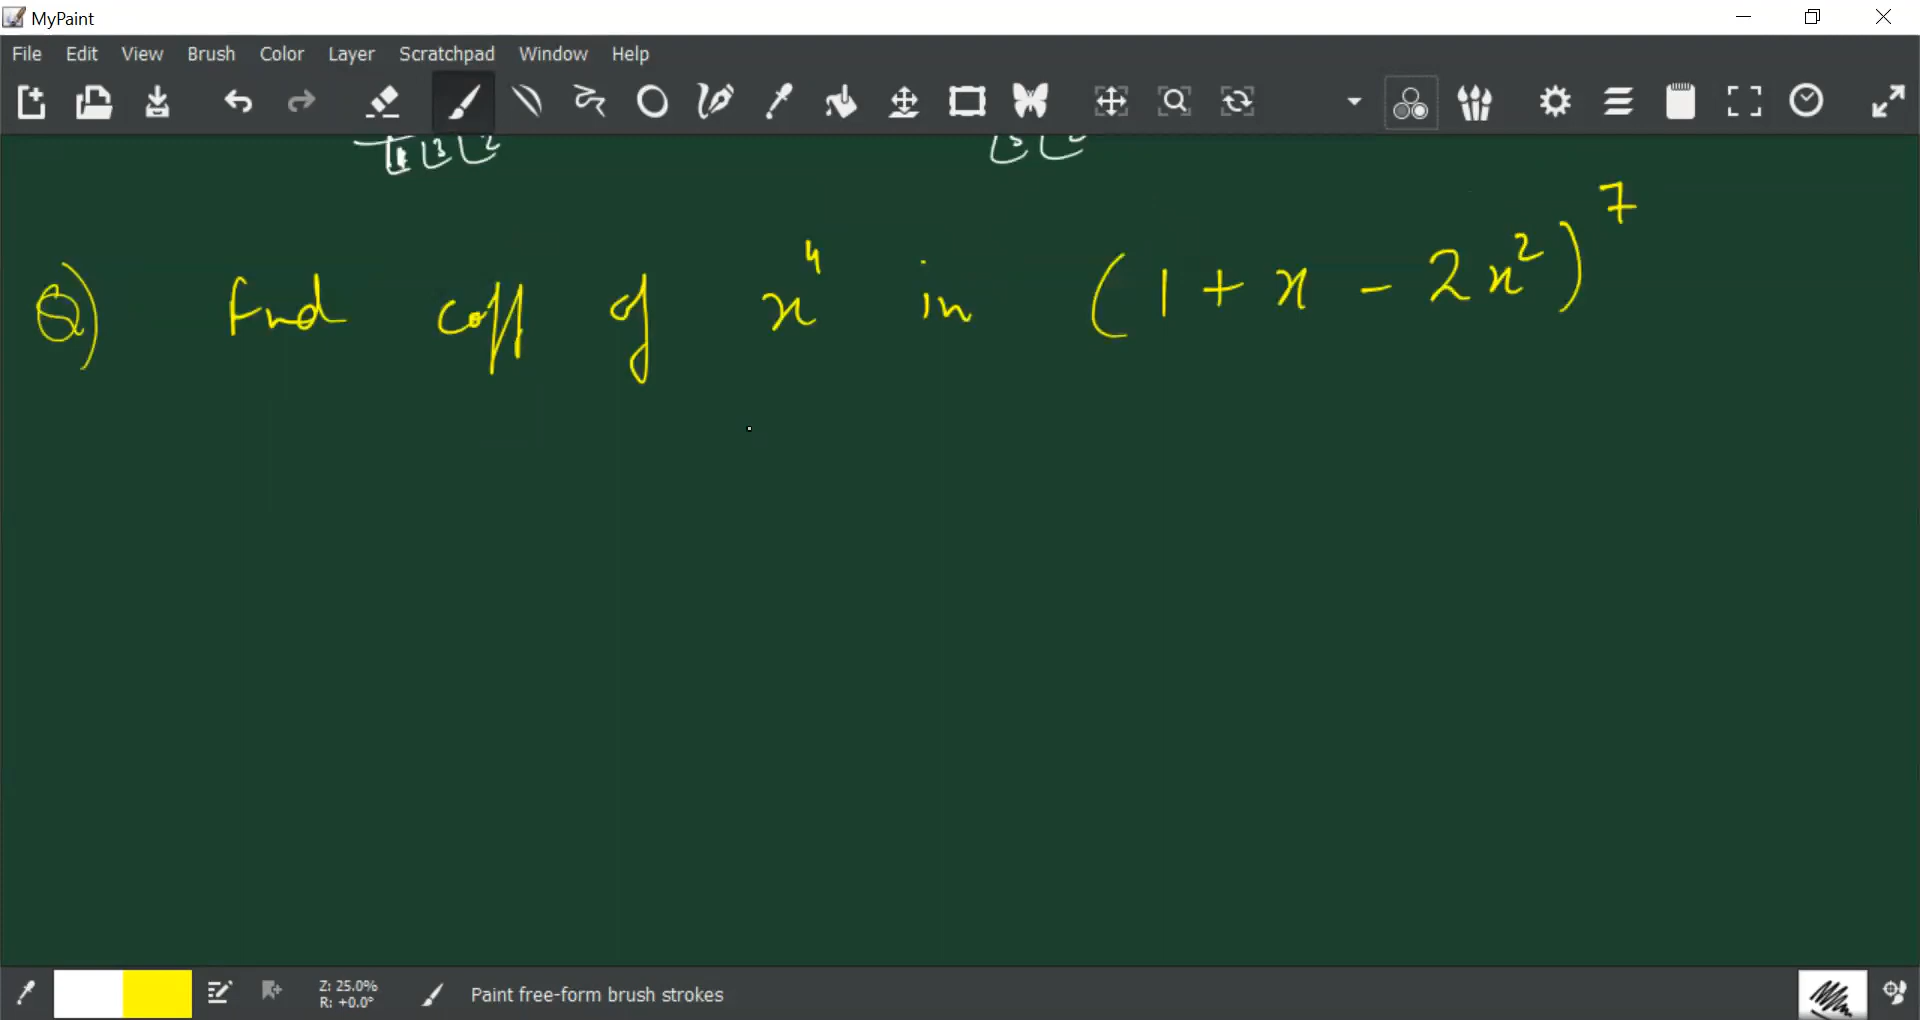 MyPaint
File Edit View Brush Color Layer Scratchpad Window Help
Q) find coff of x⁴ in (1 + x - 2x²)⁷
Z: 25.0%
R: +0.0°
Paint free-form brush strokes